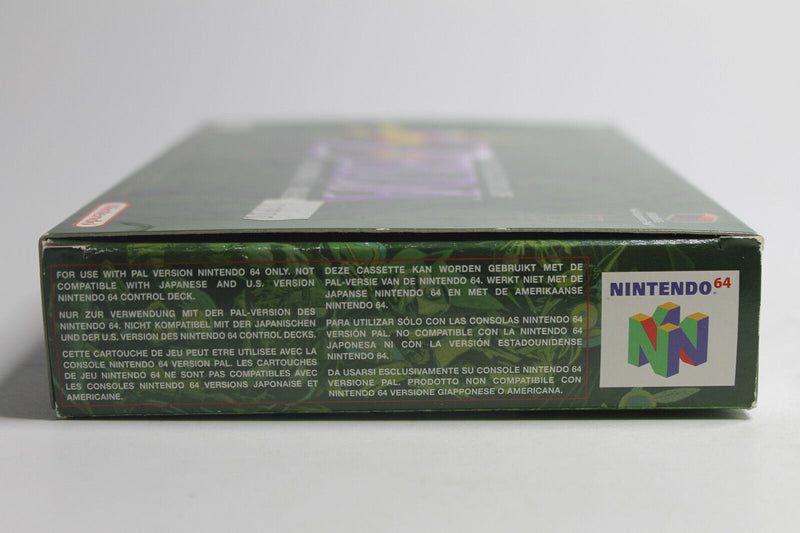 Nintendo
FOR USE WITH PAL VERSION NINTENDO 64 ONLY. NOT
COMPATIBLE WITH JAPANESE AND U.S. VERSION
NINTENDO 64 CONTROL DECK.
NUR ZUR VERWENDUNG MIT DER PAL-VERSION DES
NINTENDO 64. NICHT KOMPATIBEL MIT DER JAPANISCHEN
UND DER U.S. VERSION DES NINTENDO 64 CONTROL DECKS.
CETTE CARTOUCHE DE JEU PEUT ETRE UTILISEE AVEC LA
CONSOLE NINTENDO 64 VERSION PAL. LES CARTOUCHES
DE JEU NINTENDO 64 NE SONT PAS COMPATIBLES AVEC
LES CONSOLES NINTENDO 64 VERSIONS JAPONAISE ET
AMERICAINE.
DEZE CASSETTE KAN WORDEN GEBRUIKT MET DE
PAL-VERSIE VAN DE NINTENDO 64. WERKT NIET MET DE
JAPANSE NINTENDO 64 EN MET DE AMERIKAANSE
NINTENDO 64.
PARA UTILIZAR SÓLO CON LAS CONSOLAS NINTENDO 64
VERSIÓN PAL. NO COMPATIBLE CON LA NINTENDO 64
JAPONESA NI CON LA VERSIÓN ESTADOUNIDENSE
NINTENDO 64.
DA USARSI ESCLUSIVAMENTE SU CONSOLE NINTENDO 64
VERSIONE PAL. PRODOTTO NON COMPATIBILE CON
NINTENDO 64 VERSIONE GIAPPONESE O AMERICANA.
NINTENDO 64